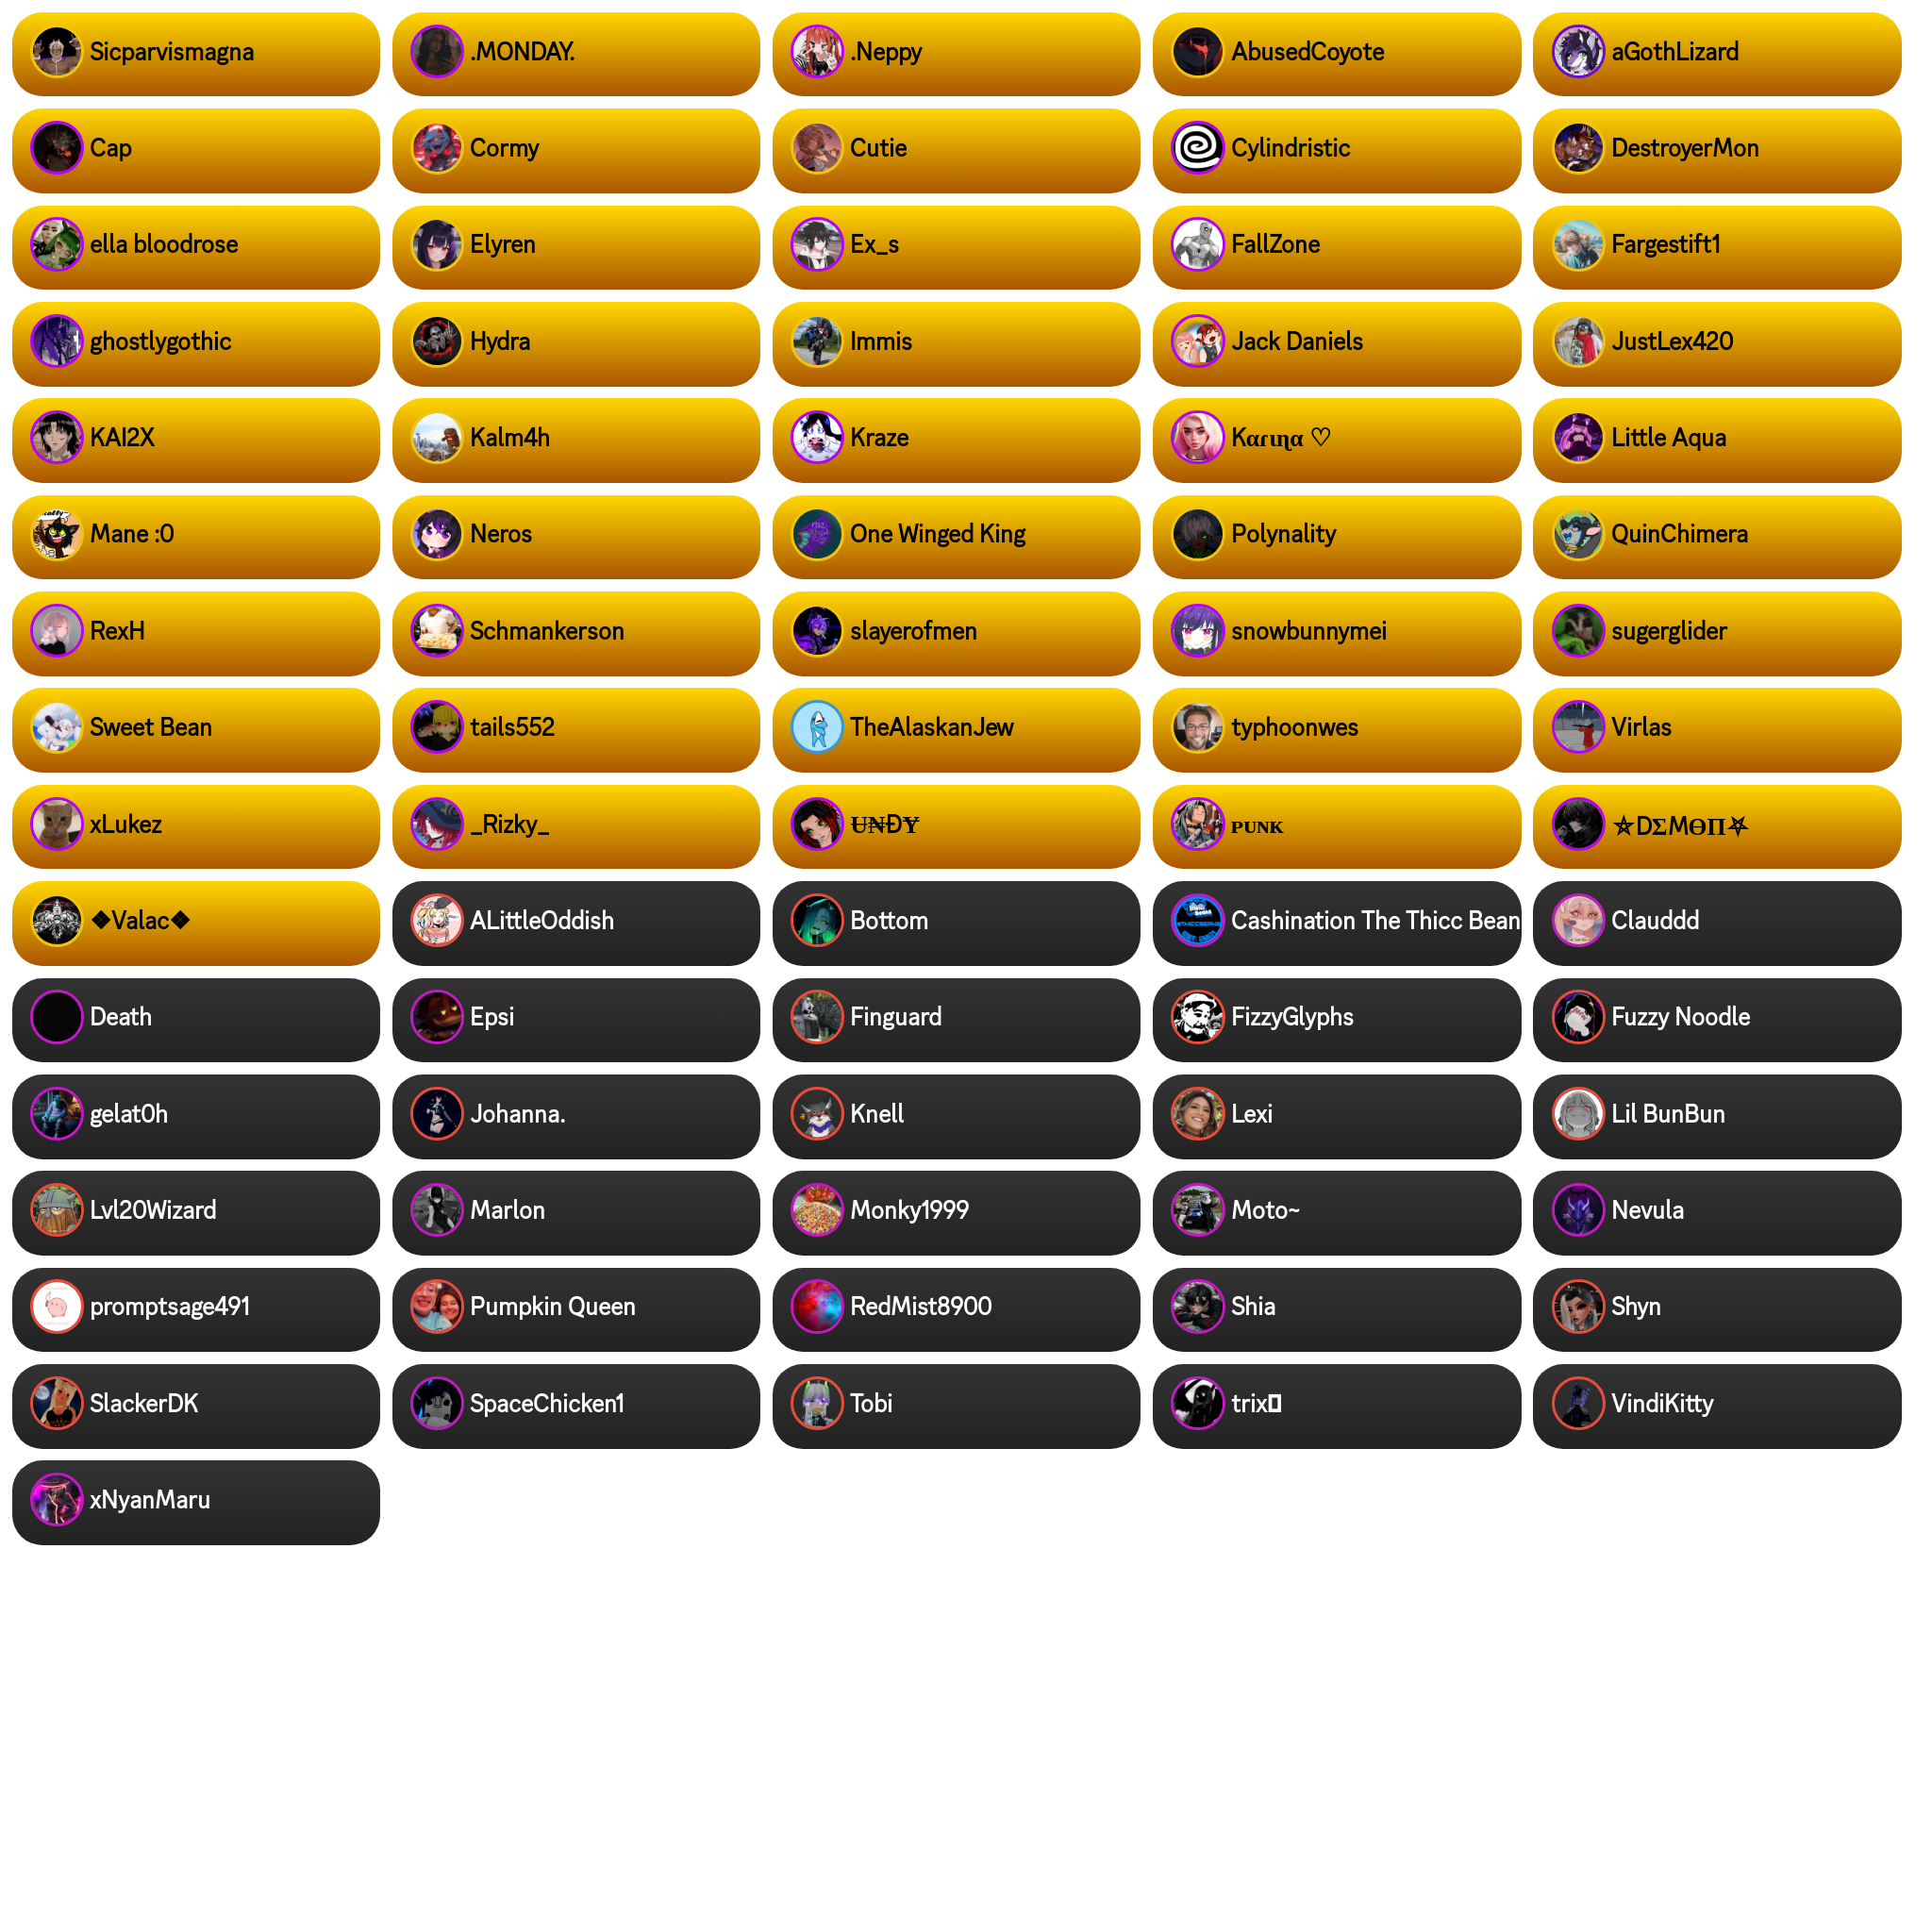 Sicparvismagna
.MONDAY.
.Neppy
AbusedCoyote
aGothLizard
Cap
Cormy
Cutie
Cylindristic
DestroyerMon
ella bloodrose
Elyren
Ex_s
FallZone
Fargestift1
ghostlygothic
Hydra
Immis
Jack Daniels
JustLex420
KAI2X
Kalm4h
Kraze
Kαɾιɳα ♡
Little Aqua
Mane :0
Neros
One Winged King
Polynality
QuinChimera
RexH
Schmankerson
slayerofmen
snowbunnymei
sugerglider
Sweet Bean
tails552
TheAlaskanJew
typhoonwes
Virlas
xLukez
_Rizky_
U̶₦ĐɎ
ᴘᴜɴᴋ
⛤DΣMӨП⛧
❖Valac❖
ALittleOddish
Bottom
Cashination The Thicc Bean
Clauddd
Death
Epsi
Finguard
FizzyGlyphs
Fuzzy Noodle
gelat0h
Johanna.
Knell
Lexi
Lil BunBun
Lvl20Wizard
Marlon
Monky1999
Moto~
Nevula
promptsage491
Pumpkin Queen
RedMist8900
Shia
Shyn
SlackerDK
SpaceChicken1
Tobi
trix
VindiKitty
xNyanMaru